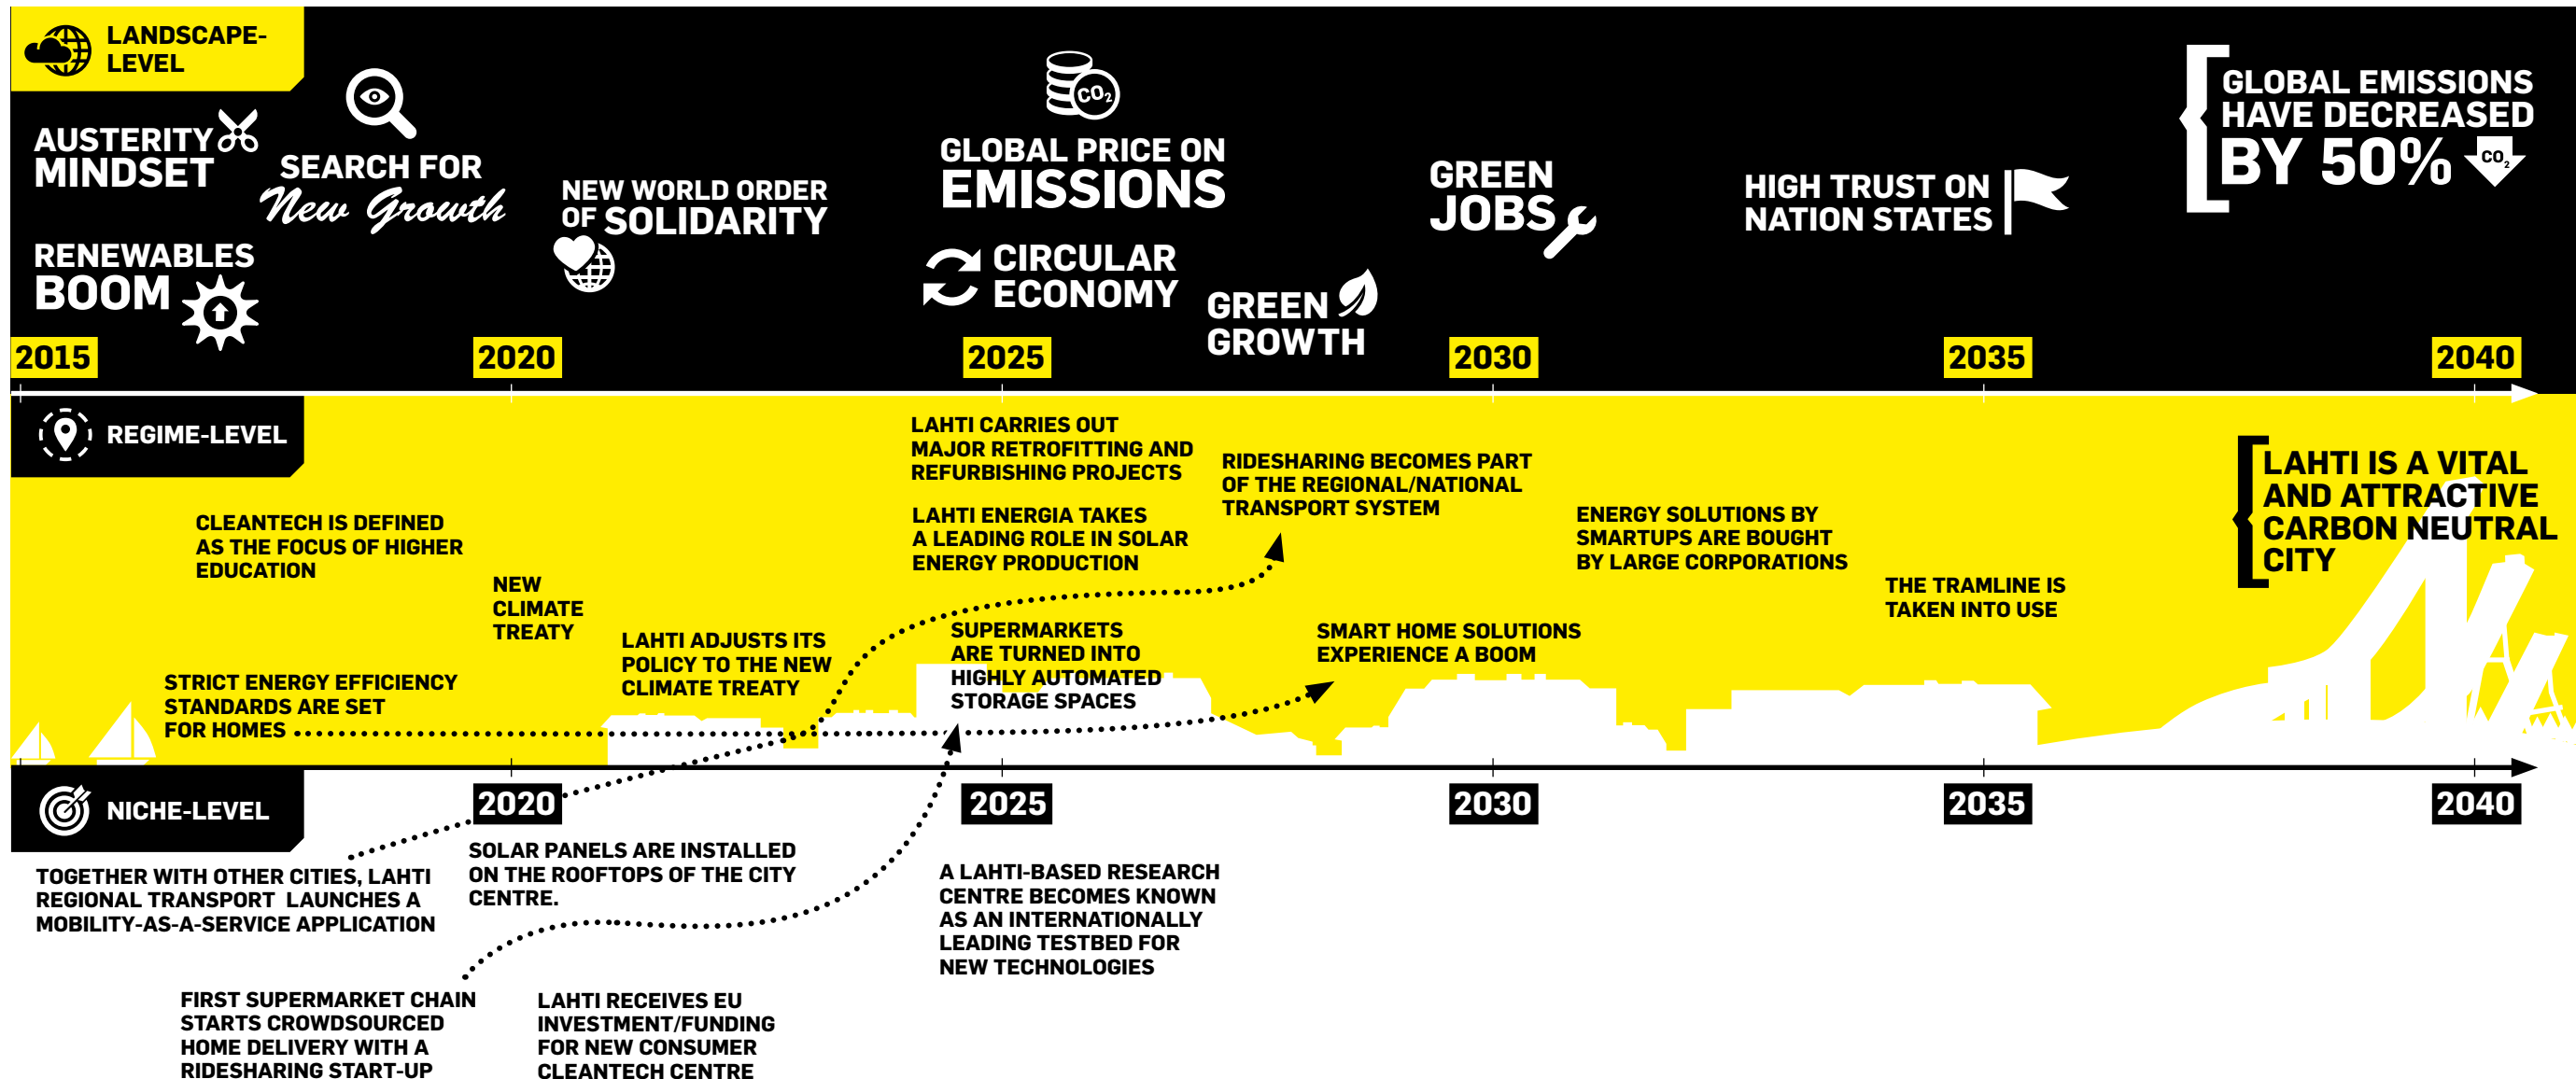 LANDSCAPE-
LEVEL
AUSTERITY
MINDSET
SEARCH FOR
New Growth
RENEWABLES
BOOM
NEW WORLD ORDER
OF SOLIDARITY
CO₂
GLOBAL PRICE ON
EMISSIONS
CIRCULAR
ECONOMY
GREEN
GROWTH
GREEN
JOBS
HIGH TRUST ON
NATION STATES
GLOBAL EMISSIONS
HAVE DECREASED
BY 50%
CO₂
2015
2020
2025
2030
2035
2040
REGIME-LEVEL
CLEANTECH IS DEFINED
AS THE FOCUS OF HIGHER
EDUCATION
STRICT ENERGY EFFICIENCY
STANDARDS ARE SET
FOR HOMES
NEW
CLIMATE
TREATY
LAHTI ADJUSTS ITS
POLICY TO THE NEW
CLIMATE TREATY
LAHTI CARRIES OUT
MAJOR RETROFITTING AND
REFURBISHING PROJECTS
LAHTI ENERGIA TAKES
A LEADING ROLE IN SOLAR
ENERGY PRODUCTION
SUPERMARKETS
ARE TURNED INTO
HIGHLY AUTOMATED
STORAGE SPACES
RIDESHARING BECOMES PART
OF THE REGIONAL/NATIONAL
TRANSPORT SYSTEM
SMART HOME SOLUTIONS
EXPERIENCE A BOOM
ENERGY SOLUTIONS BY
SMARTUPS ARE BOUGHT
BY LARGE CORPORATIONS
THE TRAMLINE IS
TAKEN INTO USE
LAHTI IS A VITAL
AND ATTRACTIVE
CARBON NEUTRAL
CITY
NICHE-LEVEL
2020
2025
2030
2035
2040
TOGETHER WITH OTHER CITIES, LAHTI
REGIONAL TRANSPORT LAUNCHES A
MOBILITY-AS-A-SERVICE APPLICATION
SOLAR PANELS ARE INSTALLED
ON THE ROOFTOPS OF THE CITY
CENTRE.
A LAHTI-BASED RESEARCH
CENTRE BECOMES KNOWN
AS AN INTERNATIONALLY
LEADING TESTBED FOR
NEW TECHNOLOGIES
FIRST SUPERMARKET CHAIN
STARTS CROWDSOURCED
HOME DELIVERY WITH A
RIDESHARING START-UP
LAHTI RECEIVES EU
INVESTMENT/FUNDING
FOR NEW CONSUMER
CLEANTECH CENTRE